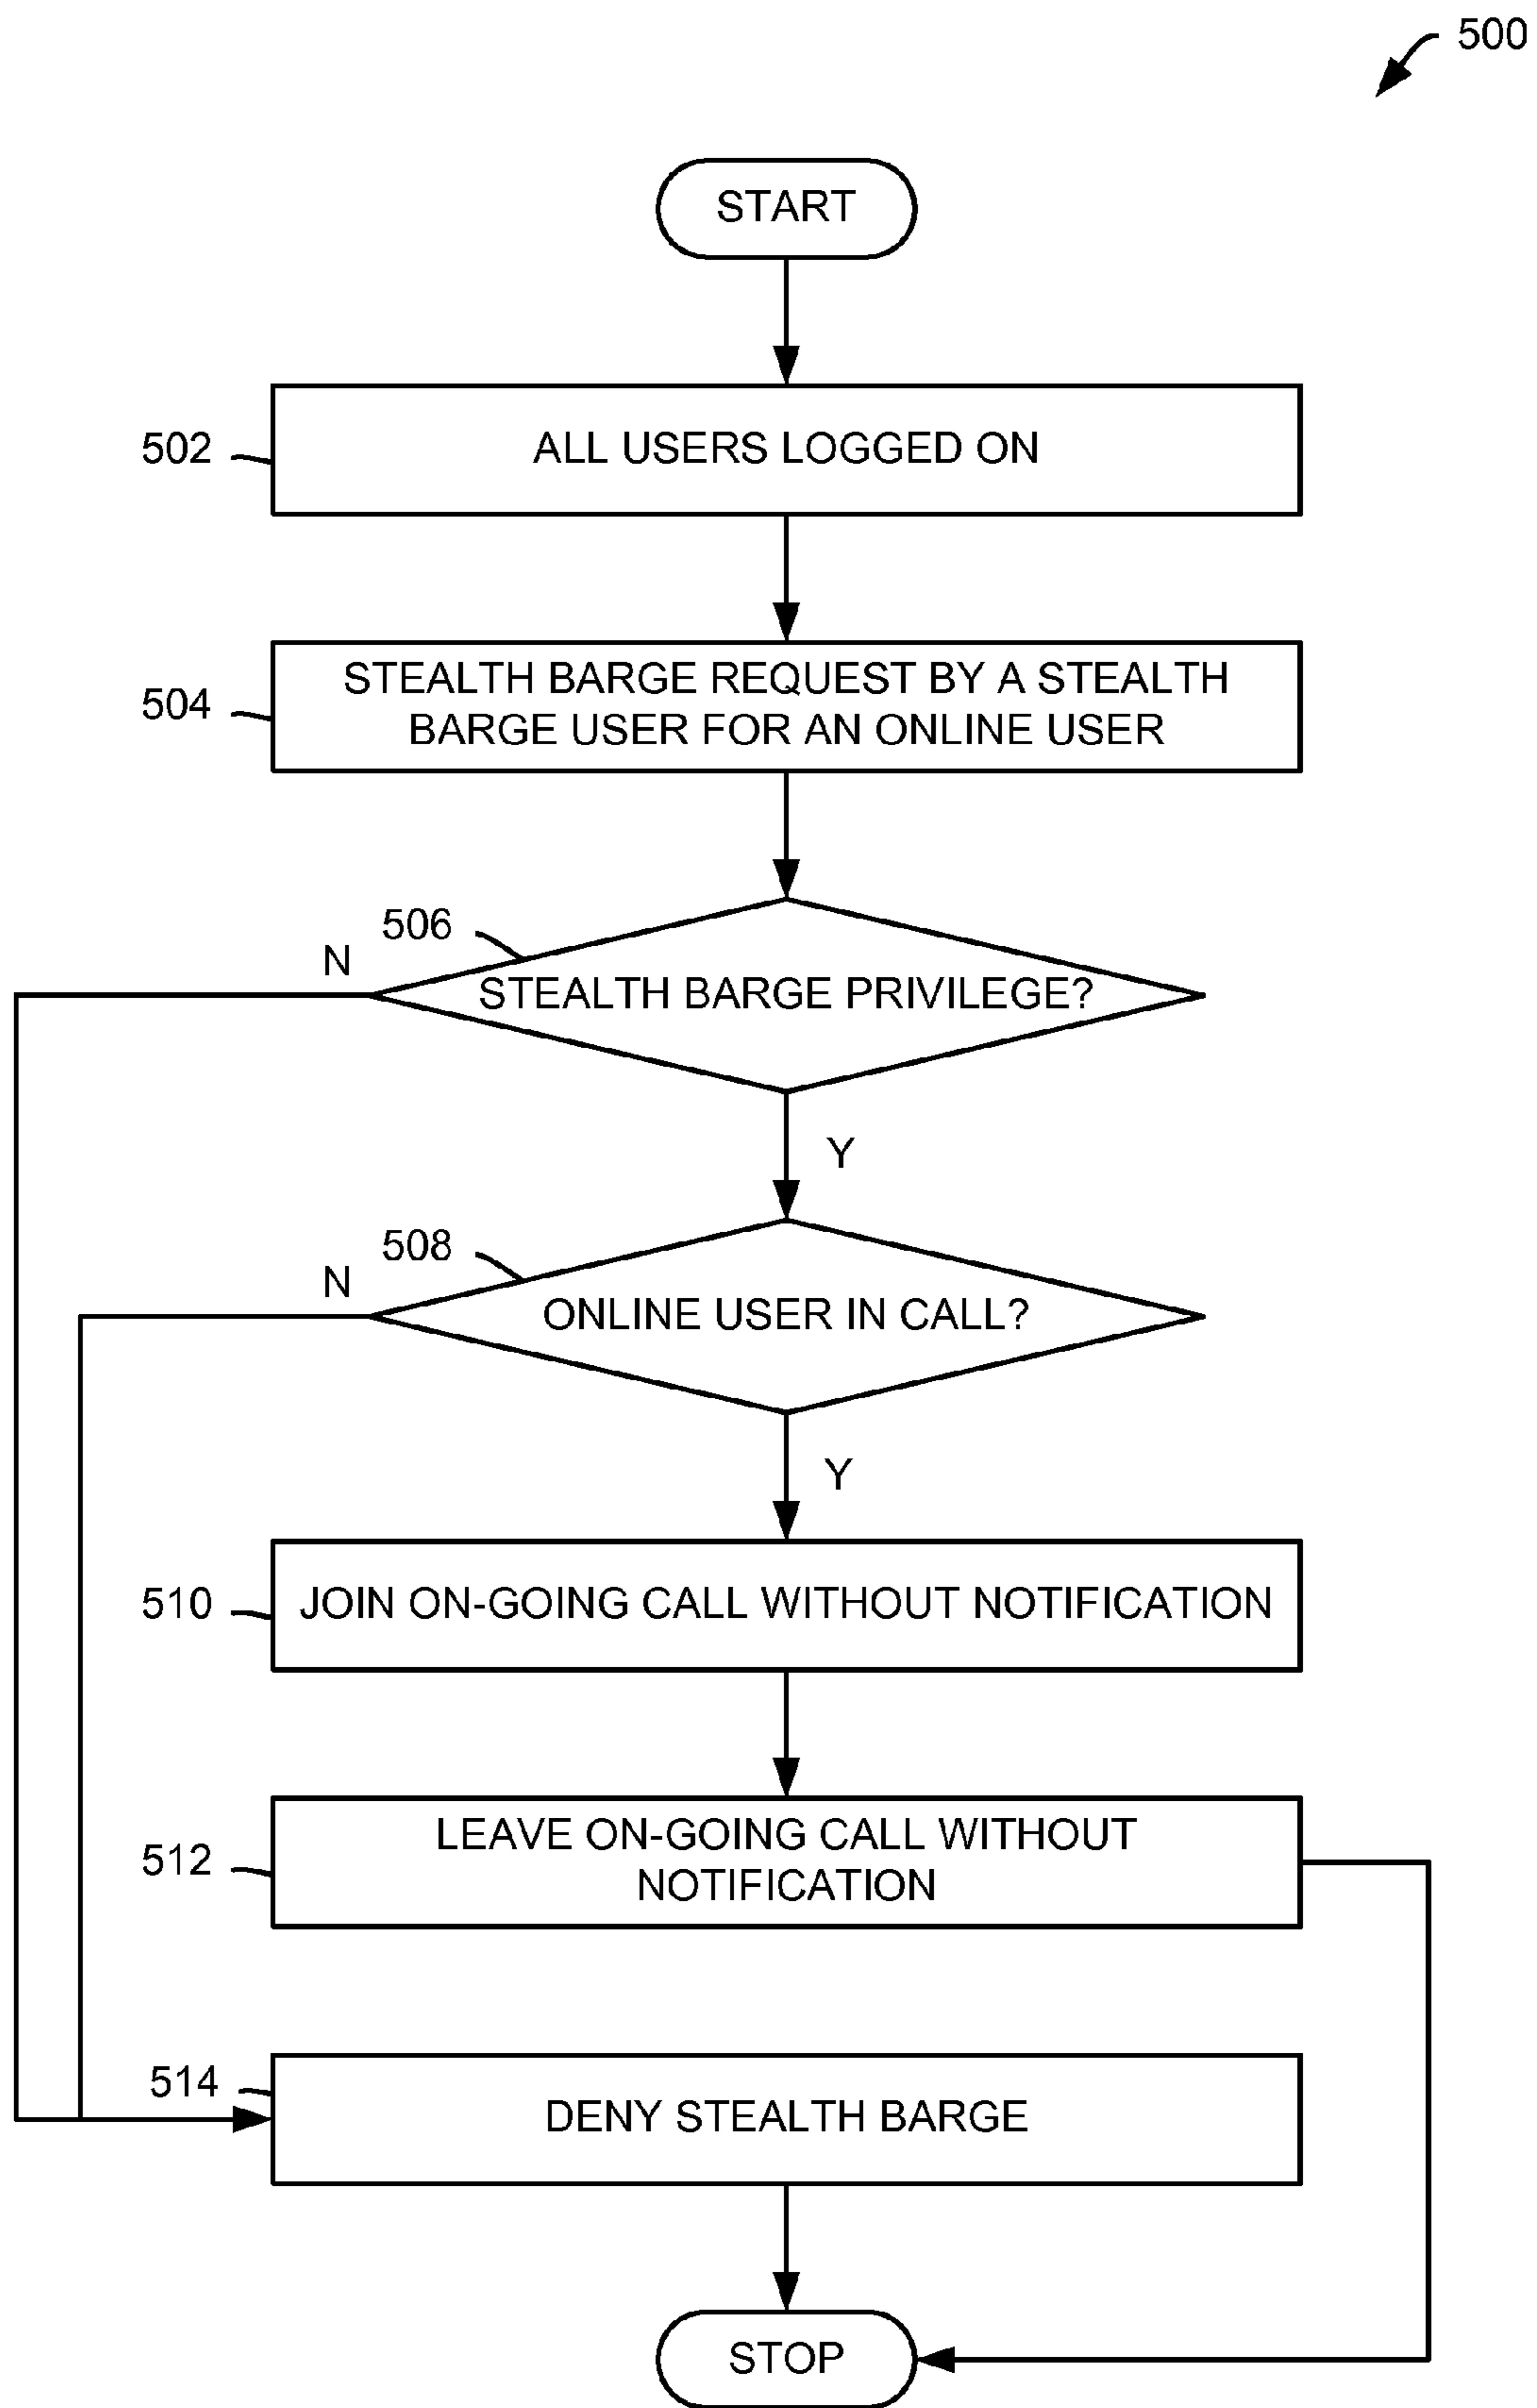 500
START
502
ALL USERS LOGGED ON
504
STEALTH BARGE REQUEST BY A STEALTH
BARGE USER FOR AN ONLINE USER
506
N
STEALTH BARGE PRIVILEGE?
Y
508
N
ONLINE USER IN CALL?
Y
510
JOIN ON-GOING CALL WITHOUT NOTIFICATION
512
LEAVE ON-GOING CALL WITHOUT
NOTIFICATION
514
DENY STEALTH BARGE
STOP